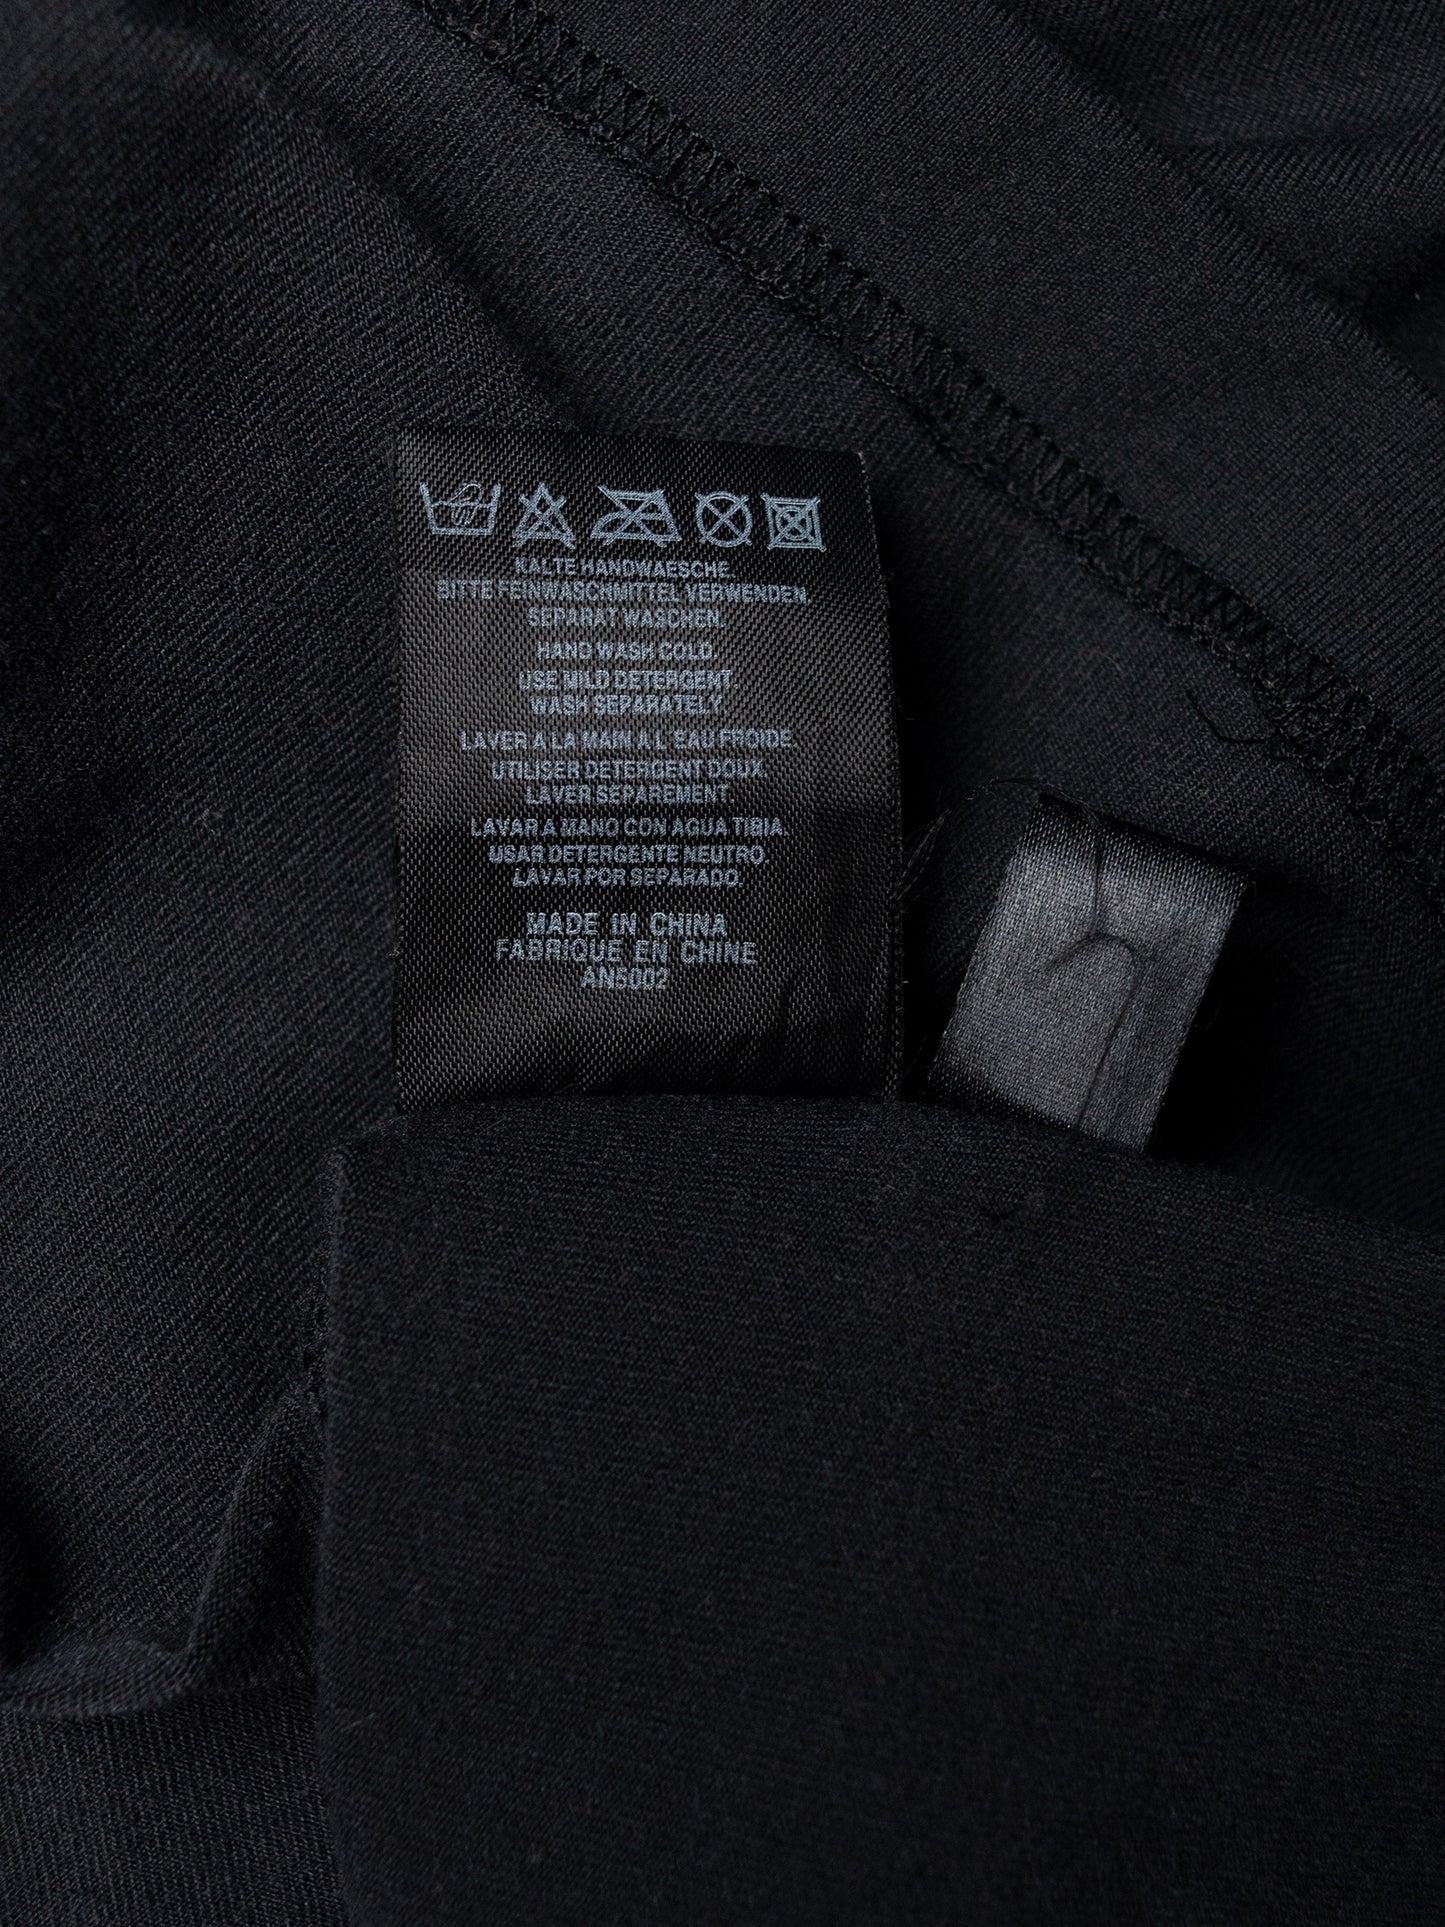 KALTE HANDWAESCHE.
BITTE FEINWASCHMITTEL VERWENDEN.
SEPARAT WASCHEN.
HAND WASH COLD.
USE MILD DETERGENT
WASH SEPARATELY
LAVER A LA MAIN A L EAU FROIDE.
UTILISER DETERGENT DOUX
LAVER SEPAREMENT
LAVAR A MANO CON AGUA TIBIA.
USAR DETERGENTE NEUTRO.
LAVAR POR SEPARADO.
MADE IN CHINA
FABRIQUE EN CHINE
AN5002